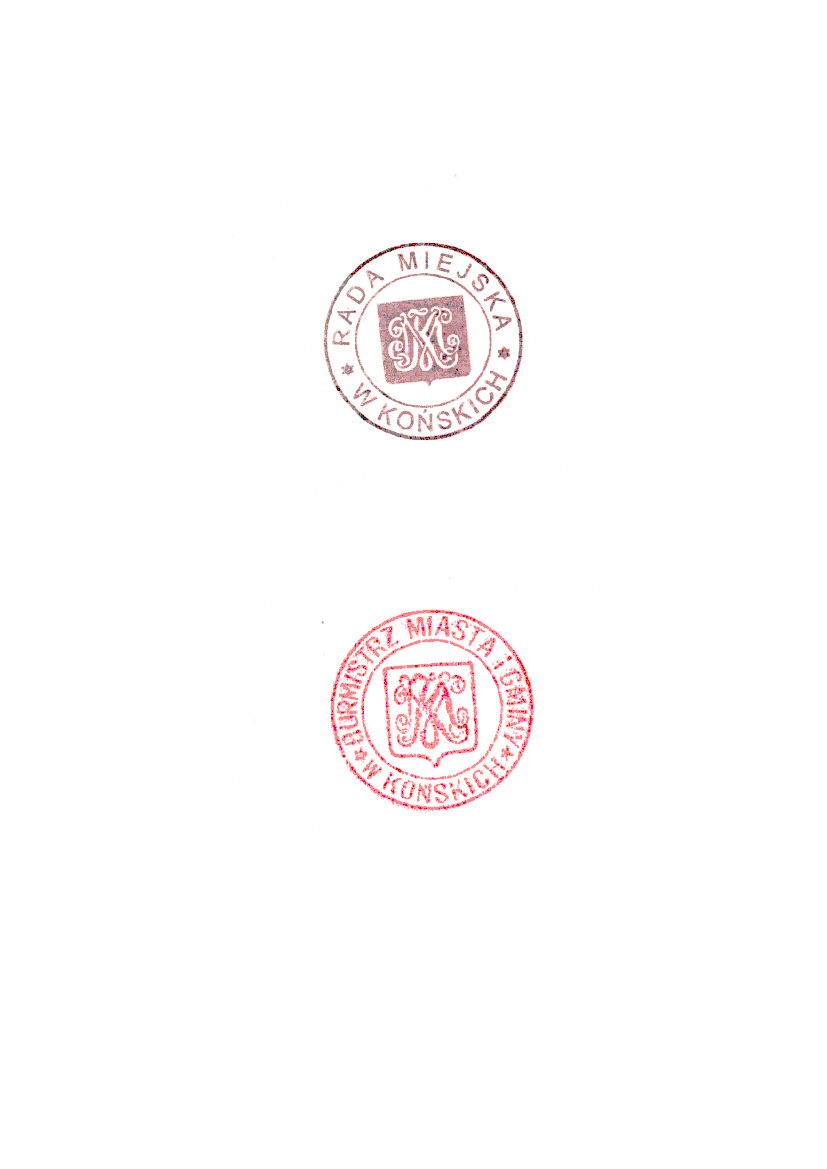 RADA MIEJSKA
* W KOŃSKICH *
BURMISTRZ MIASTA i GMINY
* W KOŃSKICH *